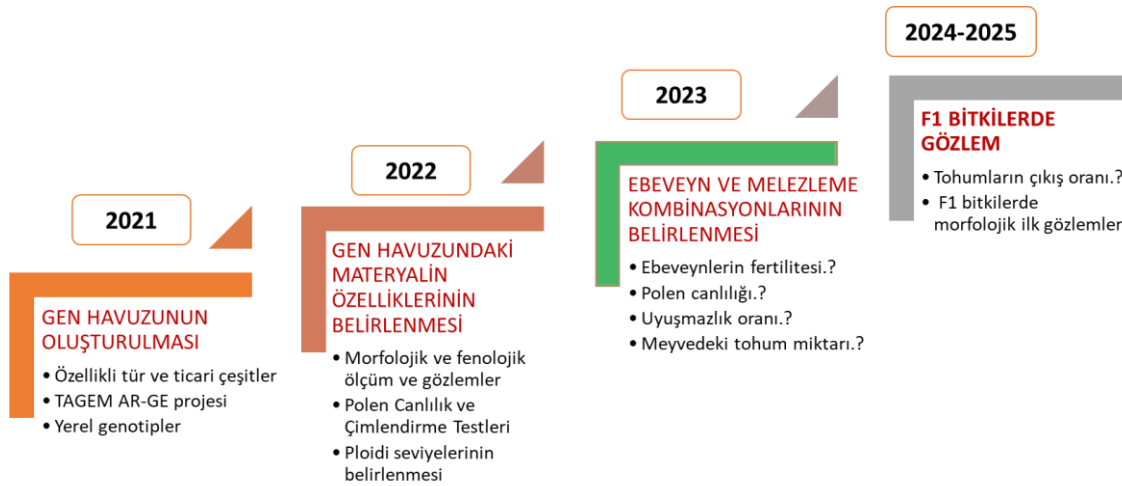 2021
GEN HAVUZUNUN
OLUŞTURULMASI
• Özellikli tür ve ticari çeşitler
• TAGEM AR-GE projesi
• Yerel genotipler
2022
GEN HAVUZUNDAKİ
MATERYALİN
ÖZELLİKLERİNİN
BELİRLENMESİ
• Morfolojik ve fenolojik
ölçüm ve gözlemler
• Polen Canlılık ve
Çimlendirme Testleri
• Ploidi seviyelerinin
belirlenmesi
2023
EBEVEYN VE MELEZLEME
KOMBİNASYONLARININ
BELİRLENMESİ
• Ebeveynlerin fertilitesi.?
• Polen canlılığı.?
• Uyuşmazlık oranı.?
• Meyvedeki tohum miktarı.?
2024-2025
F1 BİTKİLERDE
GÖZLEM
• Tohumların çıkış oranı.?
• F1 bitkilerde
morfolojik ilk gözlemler